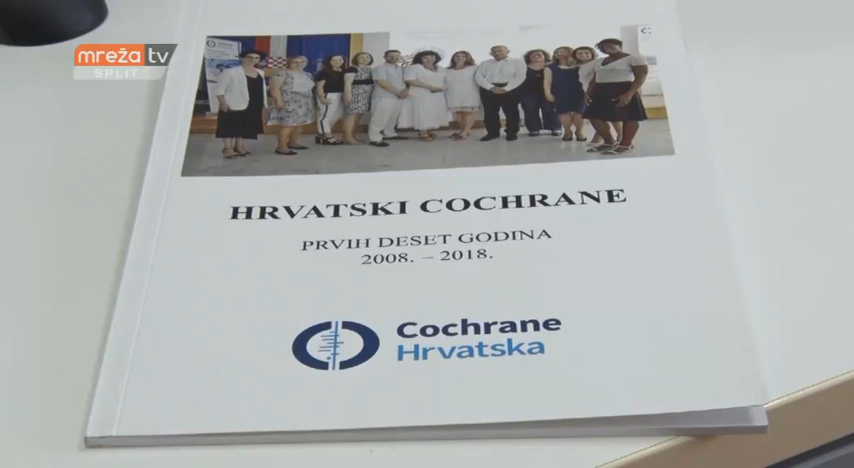 mreža tv
SPLIT
HRVATSKI COCHRANE
PRVIH DESET GODINA
2008. – 2018.
Cochrane
Hrvatska